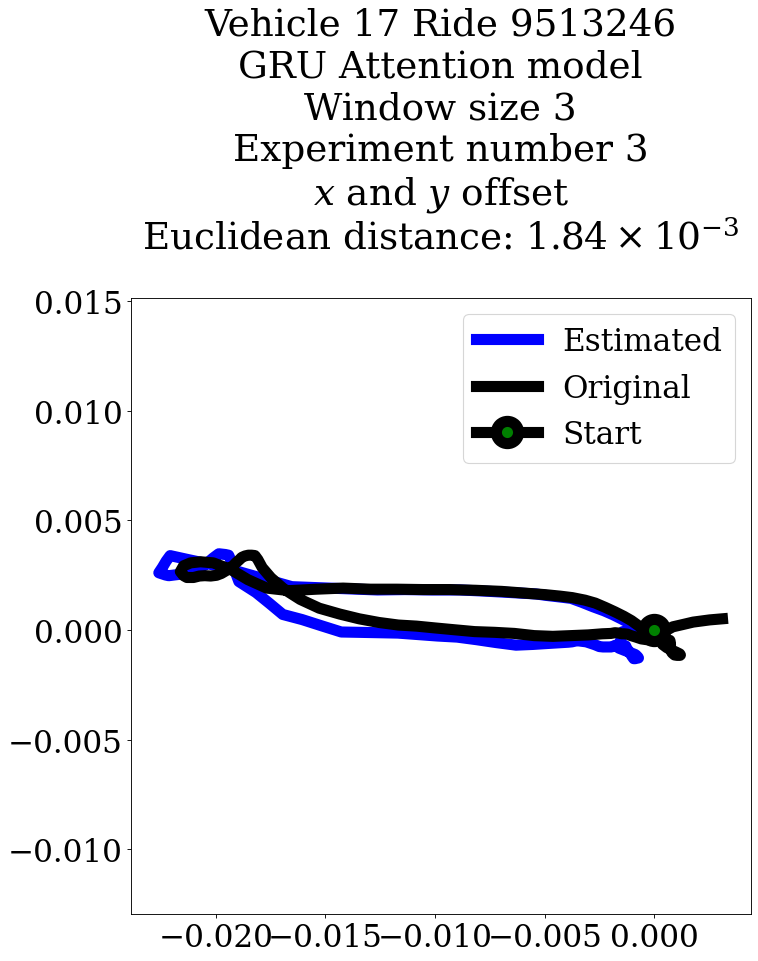 Vehicle 17 Ride 9513246
GRU Attention model
Window size 3
Experiment number 3
x and y offset
Euclidean distance: 1.84 × 10⁻³
0.015
0.010
0.005
0.000
−0.005
−0.010
Estimated
Original
Start
−0.020 −0.015 −0.010 −0.005 0.000